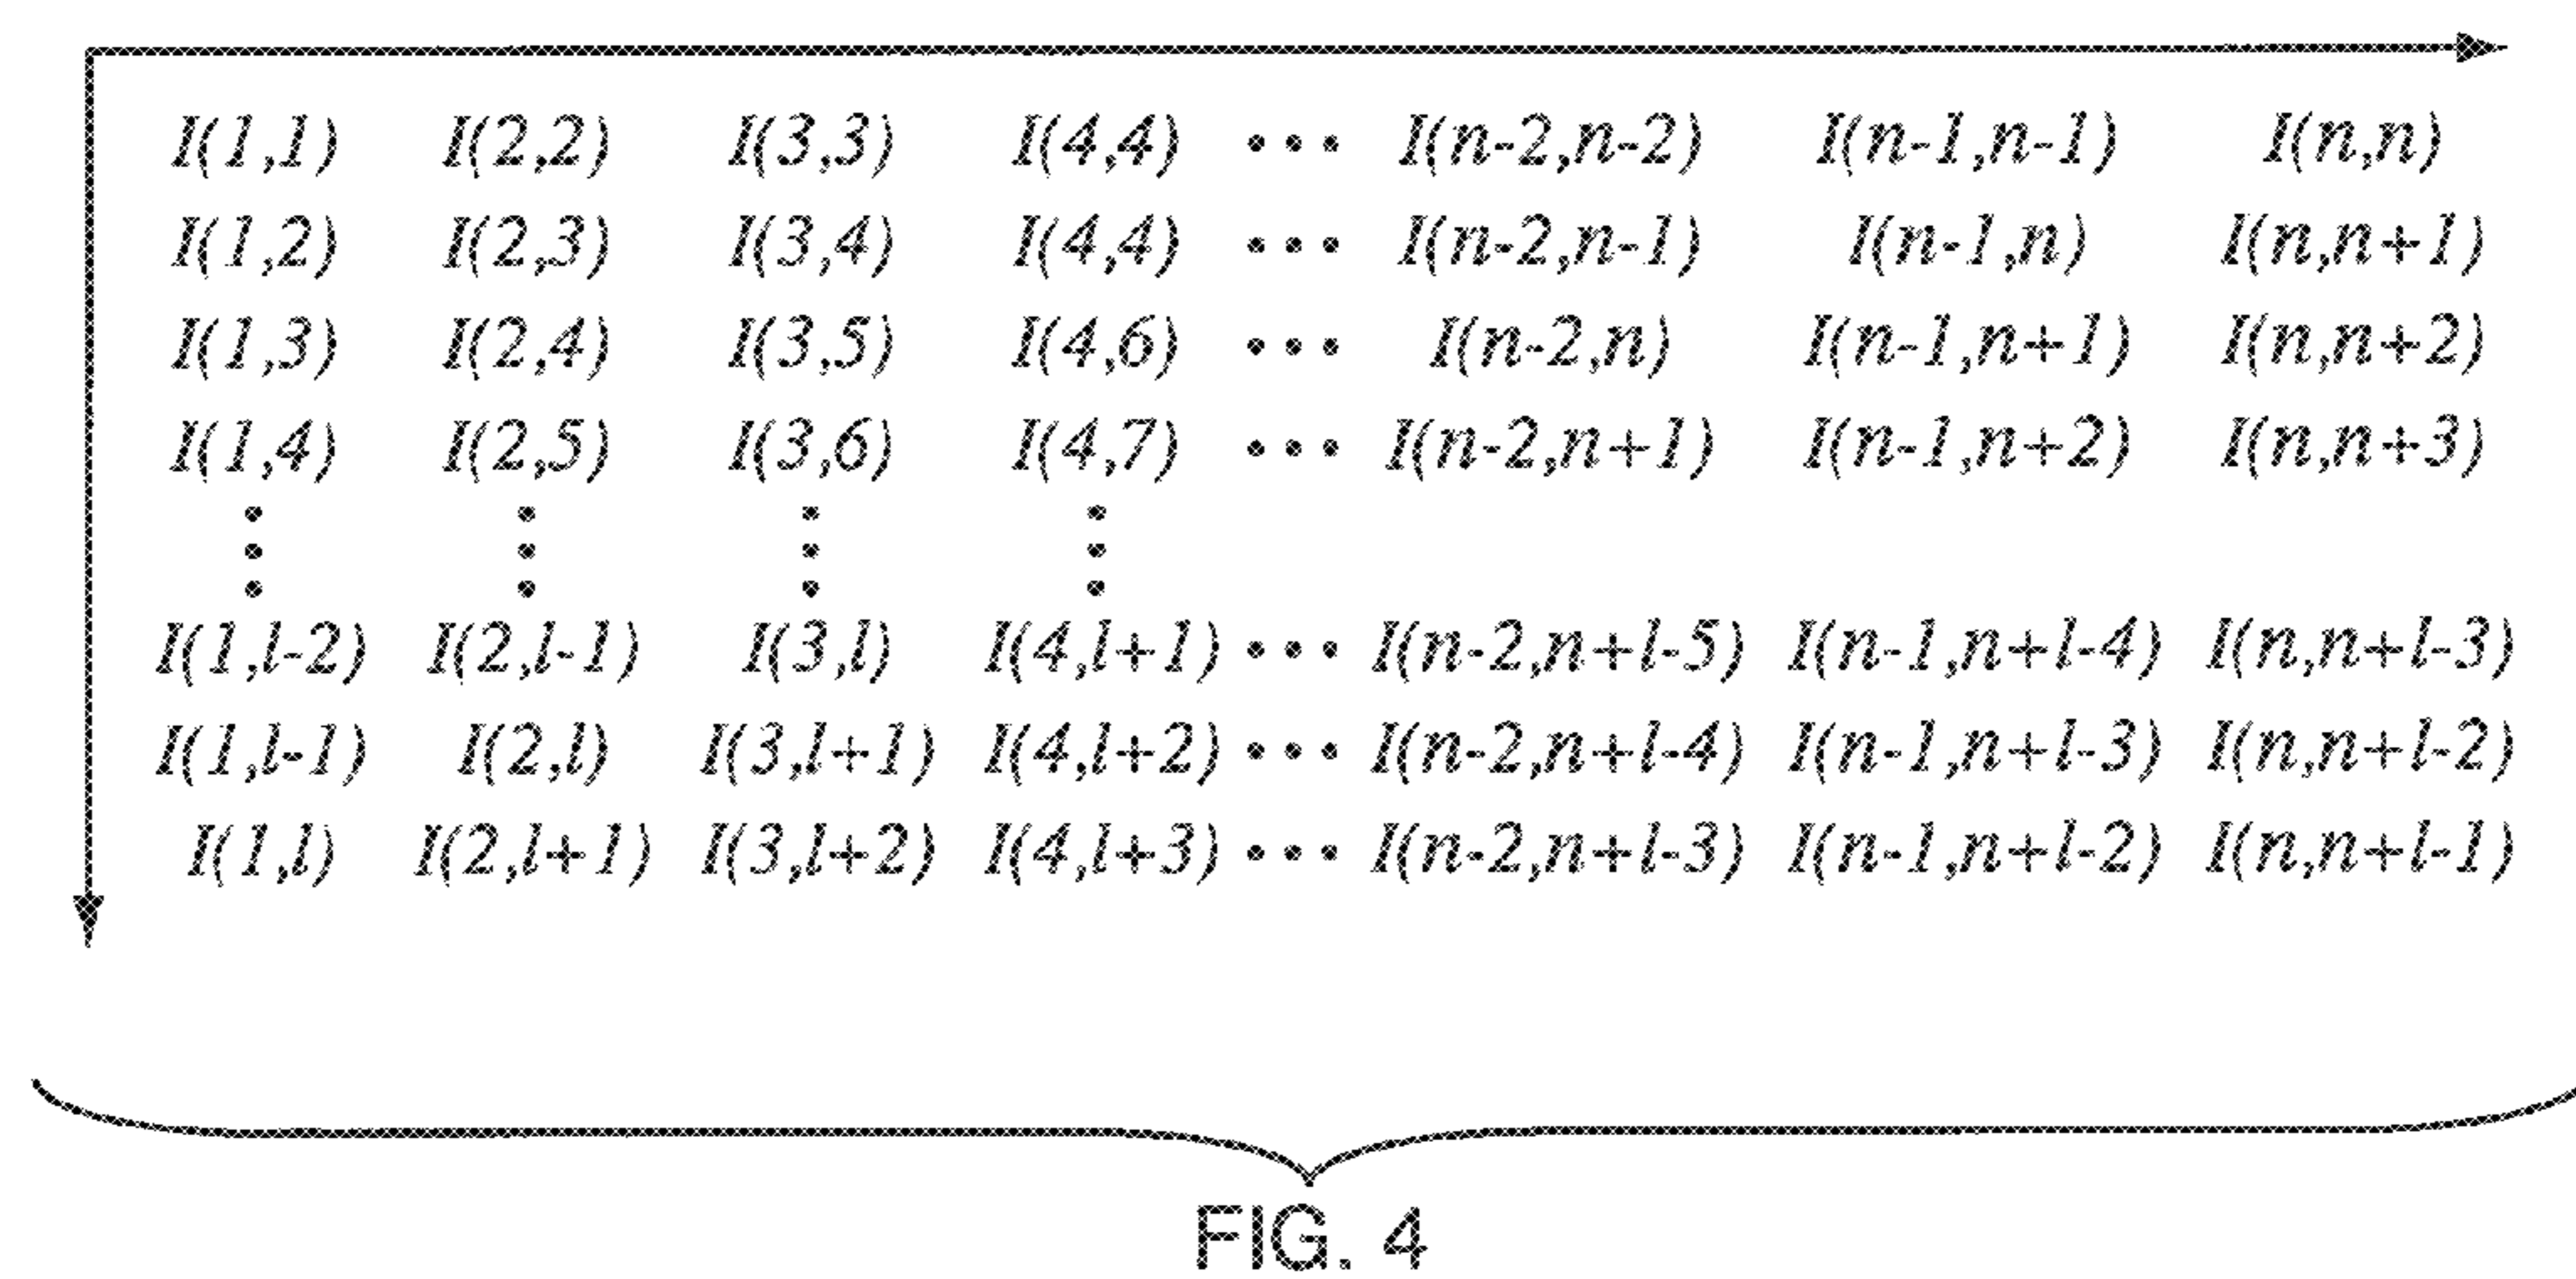 I(1,1) I(2,2) I(3,3) I(4,4) ••• I(n-2,n-2) I(n-1,n-1) I(n,n)
I(1,2) I(2,3) I(3,4) I(4,4) ••• I(n-2,n-1) I(n-1,n) I(n,n+1)
I(1,3) I(2,4) I(3,5) I(4,6) ••• I(n-2,n) I(n-1,n+1) I(n,n+2)
I(1,4) I(2,5) I(3,6) I(4,7) ••• I(n-2,n+1) I(n-1,n+2) I(n,n+3)
I(1,l-2) I(2,l-1) I(3,l) I(4,l+1) ••• I(n-2,n+l-5) I(n-1,n+l-4) I(n,n+l-3)
I(1,l-1) I(2,l) I(3,l+1) I(4,l+2) ••• I(n-2,n+l-4) I(n-1,n+l-3) I(n,n+l-2)
I(1,l) I(2,l+1) I(3,l+2) I(4,l+3) ••• I(n-2,n+l-3) I(n-1,n+l-2) I(n,n+l-1)
FIG. 4